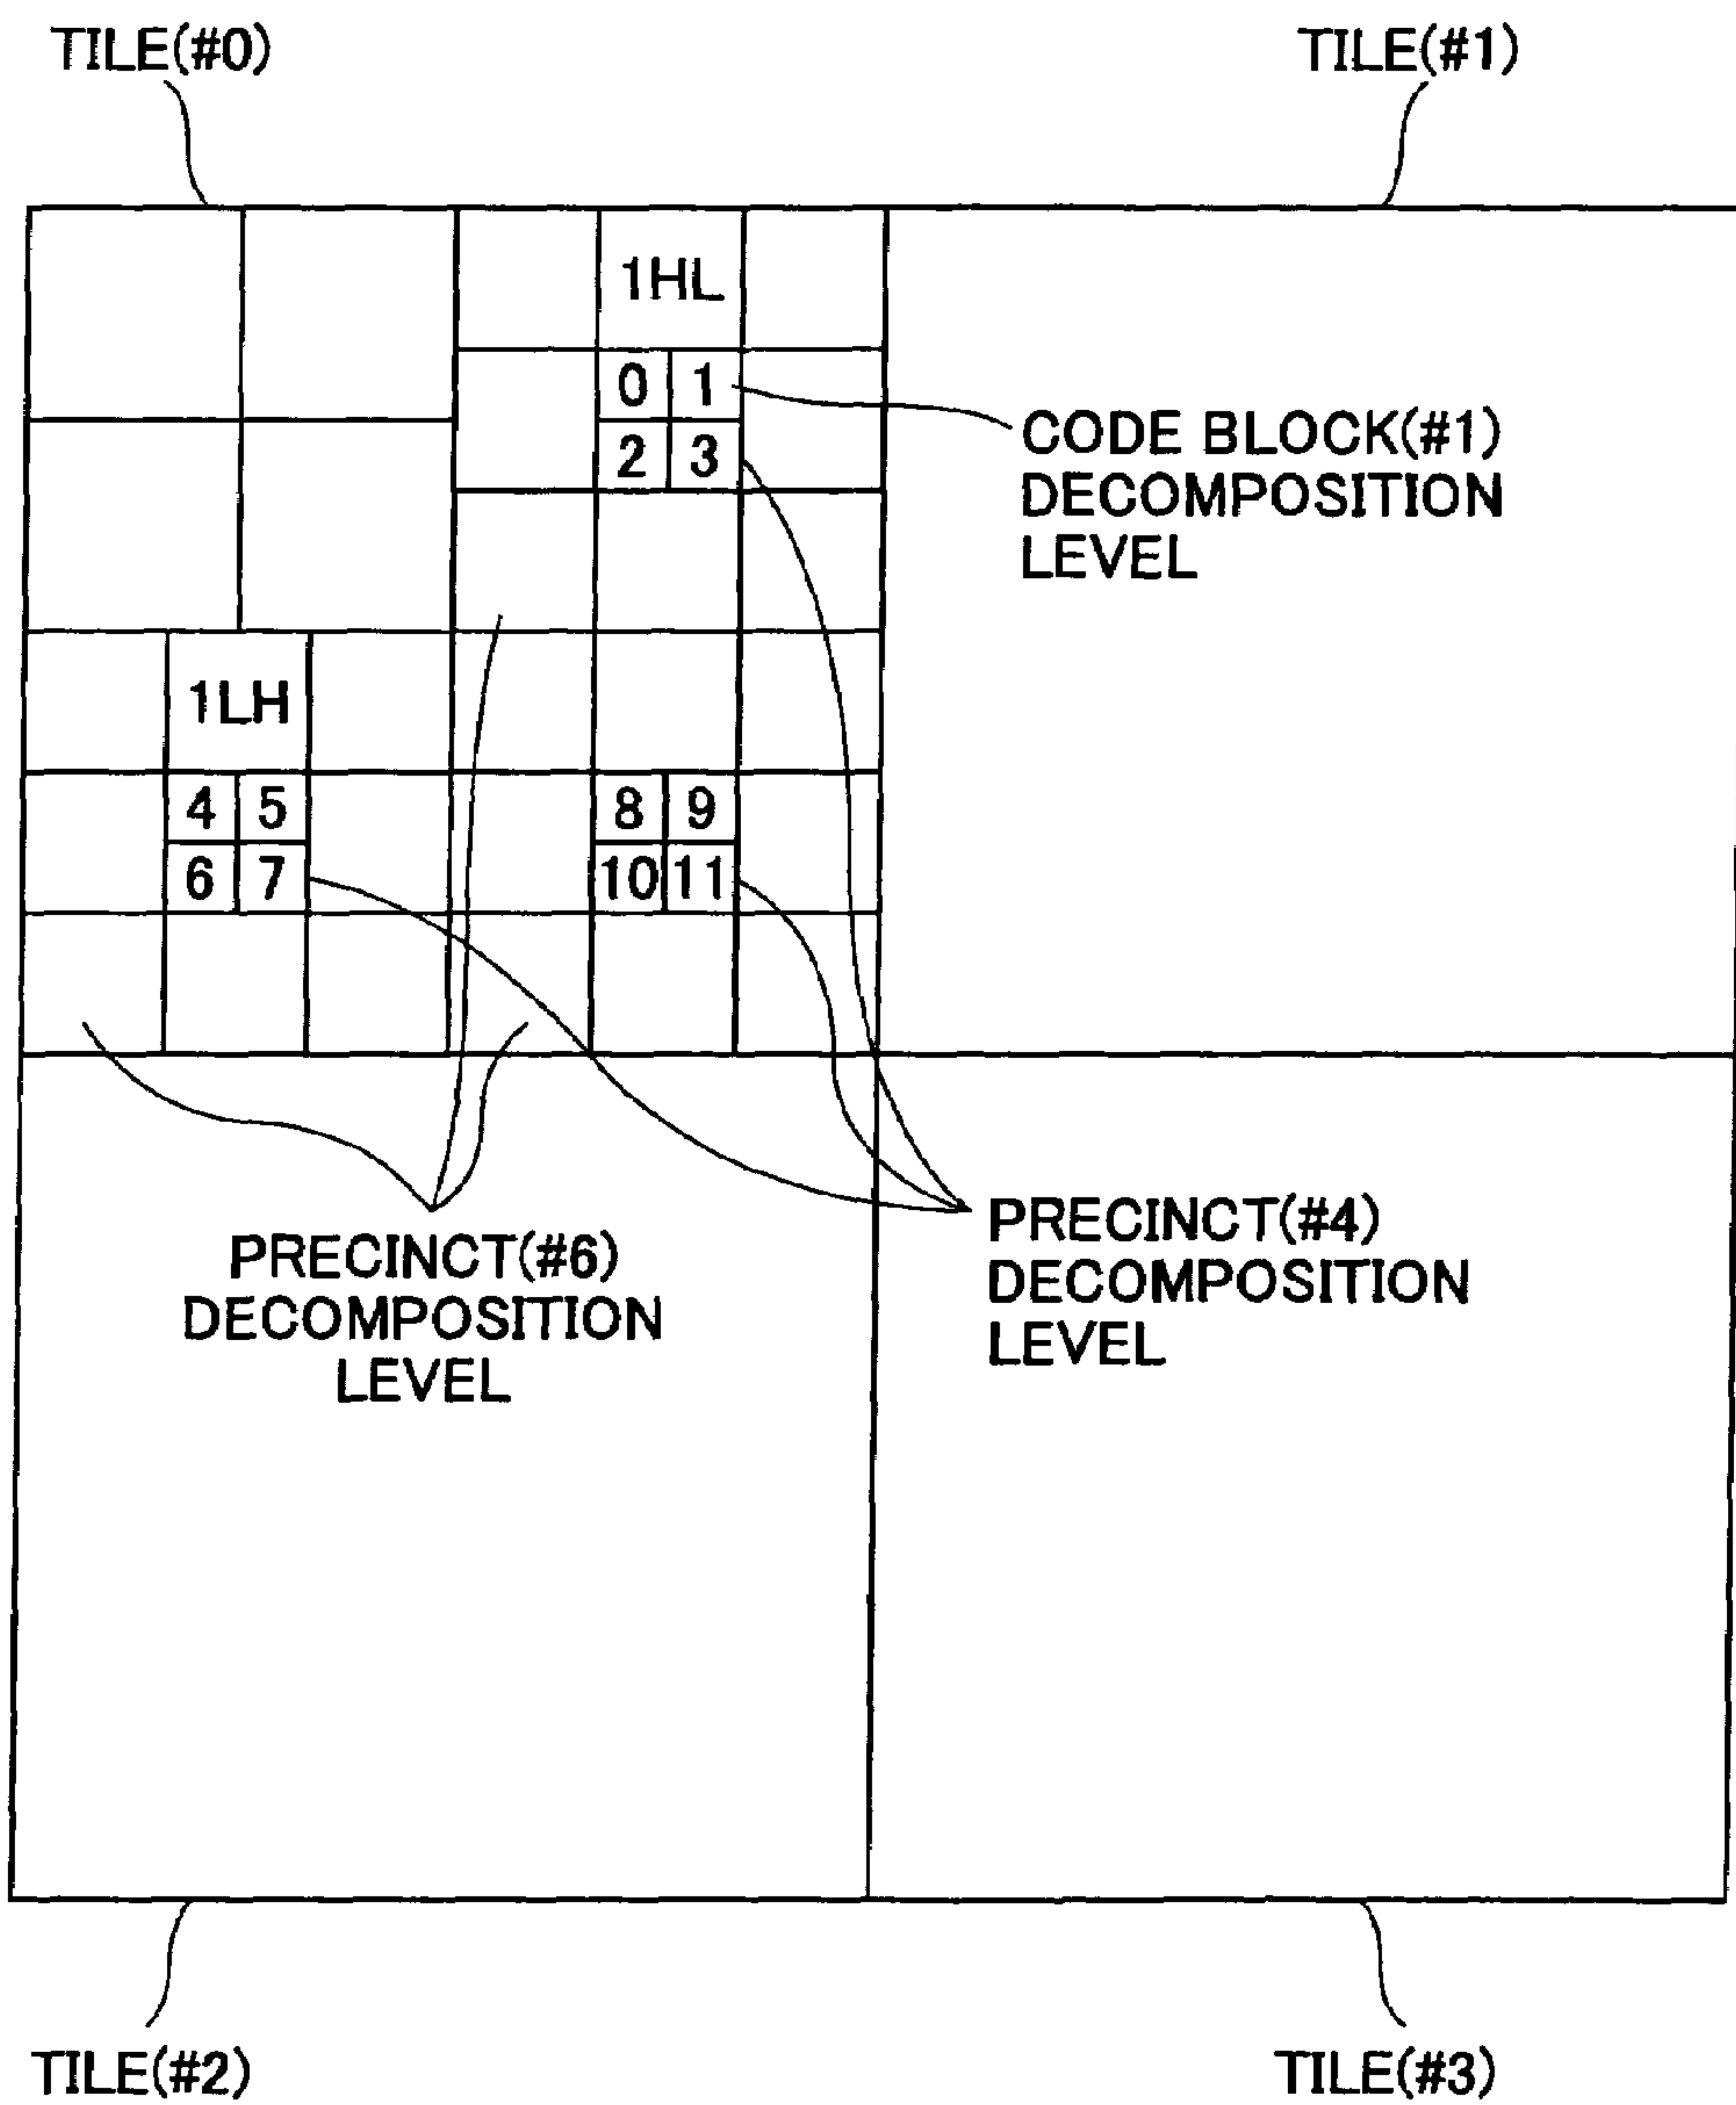 TILE(#0)
TILE(#1)
1HL
0 1
2 3
CODE BLOCK(#1)
DECOMPOSITION
LEVEL
1LH
4 5
8 9
6 7
10 11
PRECINCT(#6)
DECOMPOSITION
LEVEL
PRECINCT(#4)
DECOMPOSITION
LEVEL
TILE(#2)
TILE(#3)